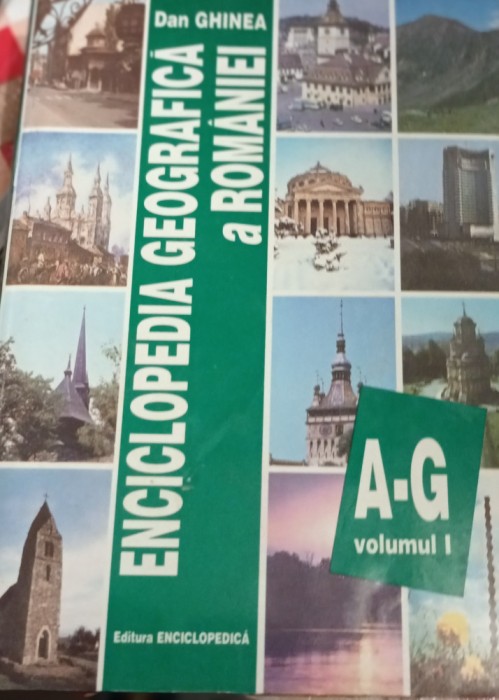 Dan GHINEA
ENCICLOPEDIA GEOGRAFICĂ
a ROMÂNIEI
A-G
volumul I
Editura ENCICLOPEDICĂ